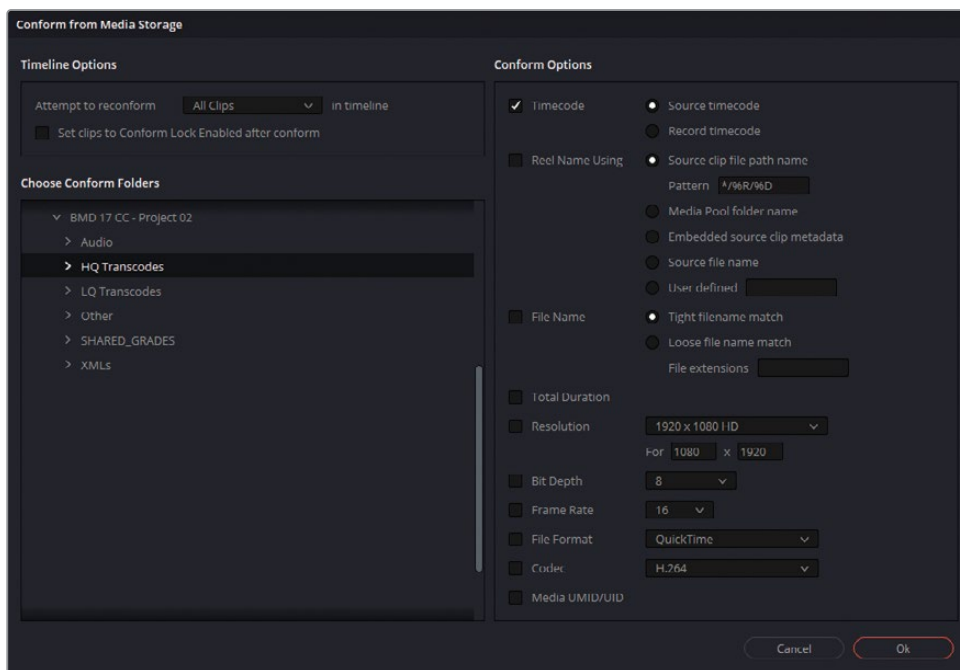 Conform from Media Storage
Timeline Options
Attempt to reconform All Clips in timeline
Set clips to Conform Lock Enabled after conform
Choose Conform Folders
BMD 17 CC - Project 02
Audio
HQ Transcodes
LQ Transcodes
Other
SHARED_GRADES
XMLs
Conform Options
Timecode Source timecode
Record timecode
Reel Name Using Source clip file path name
Pattern */%R/%D
Media Pool folder name
Embedded source clip metadata
Source file name
User defined
File Name Tight filename match
Loose file name match
File extensions
Total Duration
Resolution 1920 x 1080 HD
For 1080 x 1920
Bit Depth 8
Frame Rate 16
File Format QuickTime
Codec H.264
Media UMID/UID
Cancel Ok